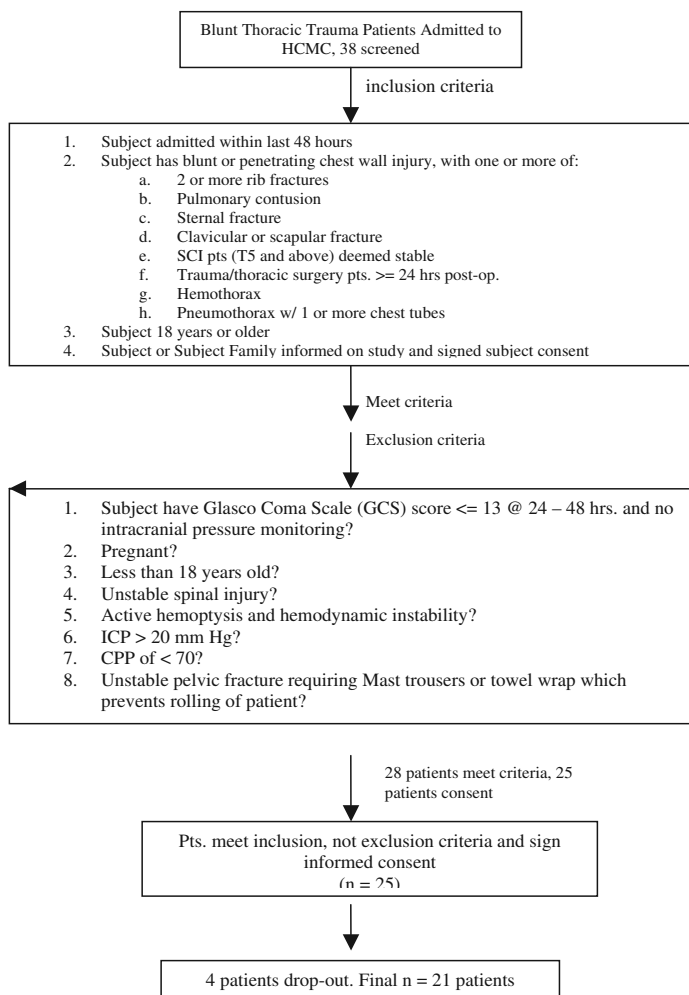 Blunt Thoracic Trauma Patients Admitted to
HCMC, 38 screened
inclusion criteria
1. Subject admitted within last 48 hours
2. Subject has blunt or penetrating chest wall injury, with one or more of:
a. 2 or more rib fractures
b. Pulmonary contusion
c. Sternal fracture
d. Clavicular or scapular fracture
e. SCI pts (T5 and above) deemed stable
f. Trauma/thoracic surgery pts. >= 24 hrs post-op.
g. Hemothorax
h. Pneumothorax w/ 1 or more chest tubes
3. Subject 18 years or older
4. Subject or Subject Family informed on study and signed subject consent
Meet criteria
Exclusion criteria
1. Subject have Glasco Coma Scale (GCS) score <= 13 @ 24 – 48 hrs. and no
intracranial pressure monitoring?
2. Pregnant?
3. Less than 18 years old?
4. Unstable spinal injury?
5. Active hemoptysis and hemodynamic instability?
6. ICP > 20 mm Hg?
7. CPP of < 70?
8. Unstable pelvic fracture requiring Mast trousers or towel wrap which
prevents rolling of patient?
28 patients meet criteria, 25
patients consent
Pts. meet inclusion, not exclusion criteria and sign
informed consent
(n = 25)
4 patients drop-out. Final n = 21 patients